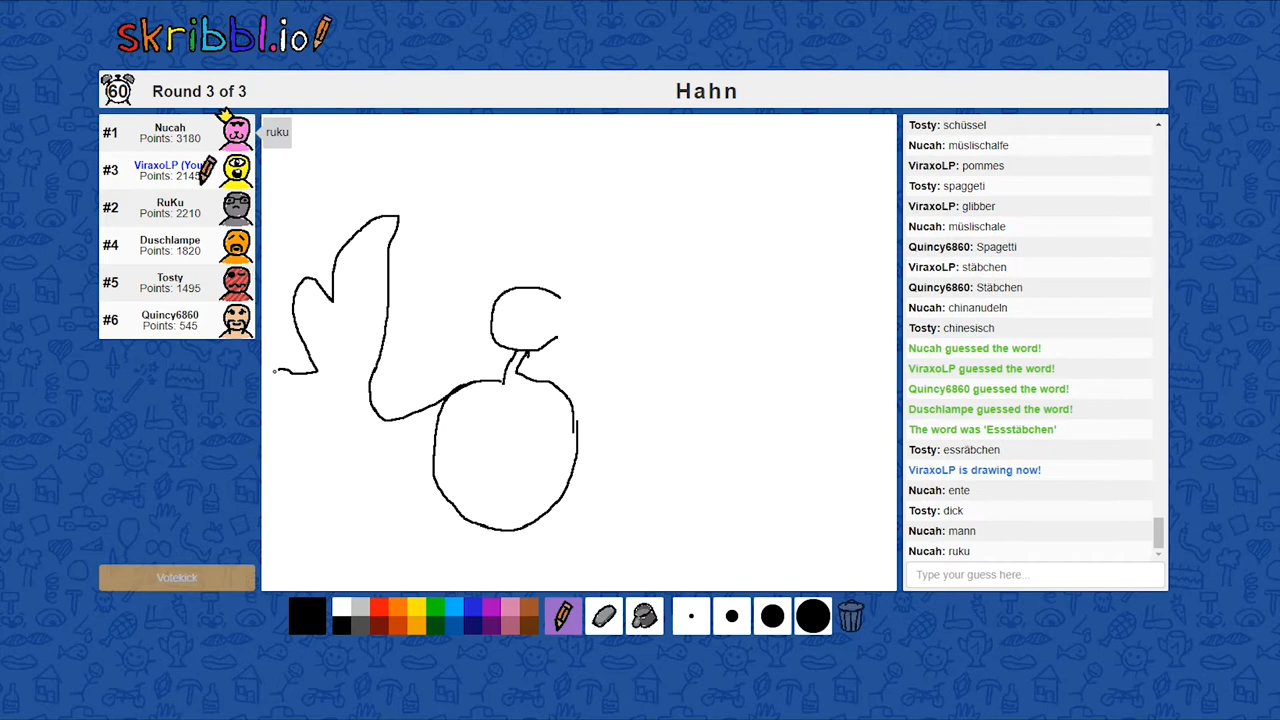 skribbl.io!
60 Round 3 of 3
Hahn
#1 Nucah
Points: 3180
ruku
#3 ViraxoLP (You
Points: 2145
#2 RuKu
Points: 2210
#4 Duschlampe
Points: 1820
#5 Tosty
Points: 1495
#6 Quincy6860
Points: 545
Votekick
Tosty: schüssel
Nucah: müslischalfe
ViraxoLP: pommes
Tosty: spaggeti
ViraxoLP: glibber
Nucah: müslischale
Quincy6860: Spagetti
ViraxoLP: stäbchen
Quincy6860: Stäbchen
Nucah: chinanudeln
Tosty: chinesisch
Nucah guessed the word!
ViraxoLP guessed the word!
Quincy6860 guessed the word!
Duschlampe guessed the word!
The word was 'Essstäbchen'
Tosty: essräbchen
ViraxoLP is drawing now!
Nucah: ente
Tosty: dick
Nucah: mann
Nucah: ruku
Type your guess here...